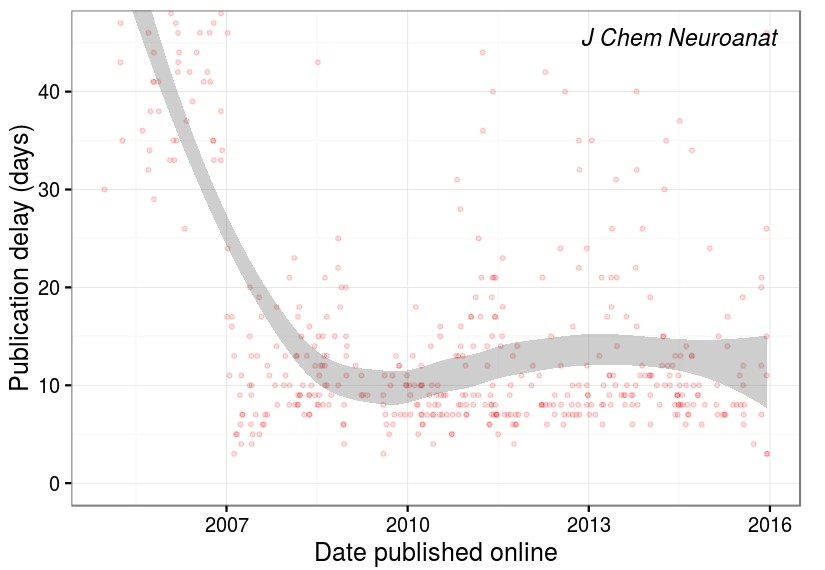 J Chem Neuroanat
Publication delay (days)
40
30
20
10
0
2007 2010 2013 2016
Date published online